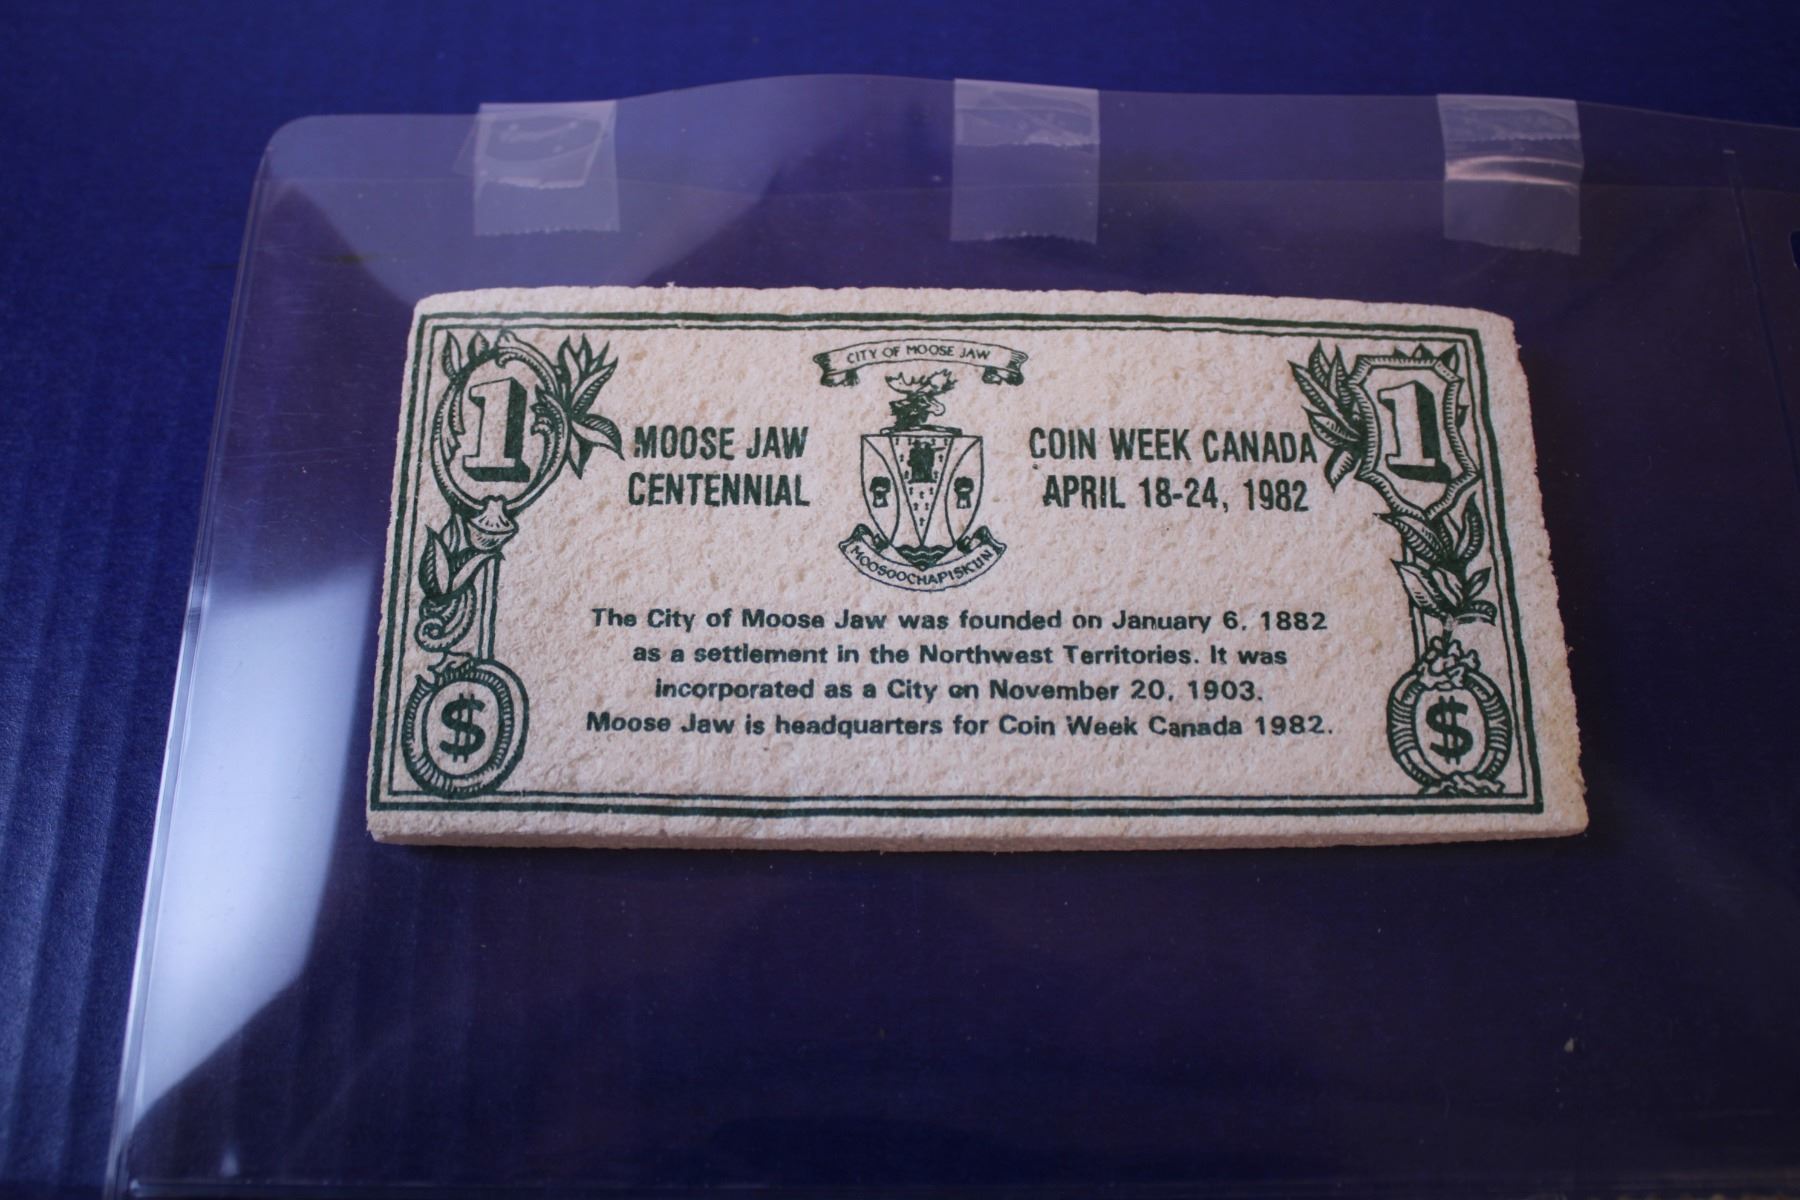 CITY OF MOOSE JAW
1
1
MOOSE JAW
CENTENNIAL
COIN WEEK CANADA
APRIL 18-24, 1982
MOOSOOCHAPISKUN
The City of Moose Jaw was founded on January 6, 1882
as a settlement in the Northwest Territories. It was
incorporated as a City on November 20, 1903.
Moose Jaw is headquarters for Coin Week Canada 1982.
$
$